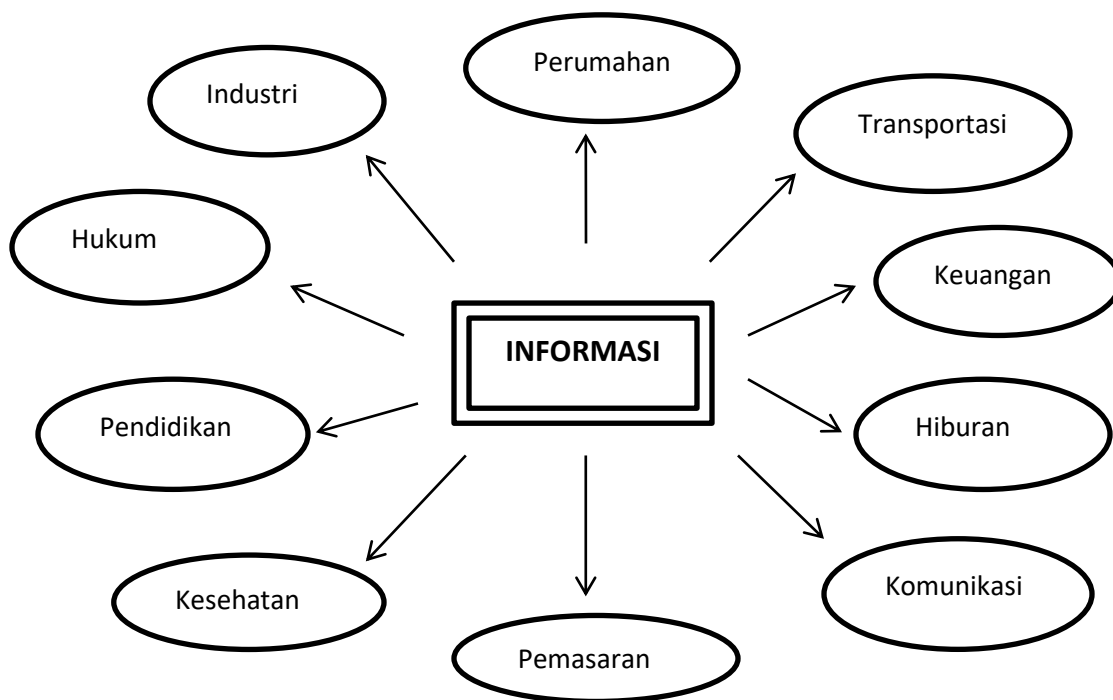 Perumahan
Industri
Transportasi
Hukum
Keuangan
INFORMASI
Pendidikan
Hiburan
Komunikasi
Kesehatan
Pemasaran